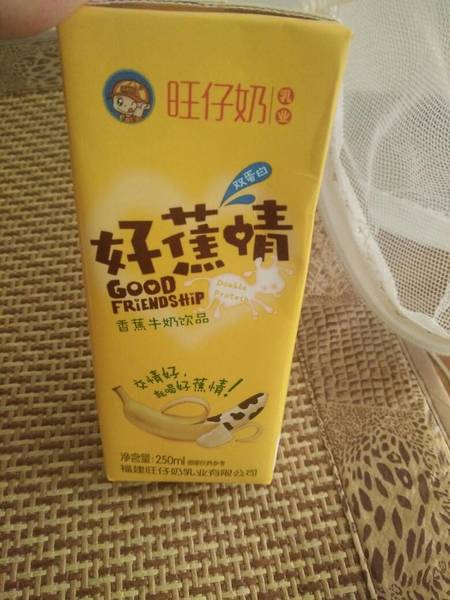 旺仔奶 乳业
双蛋白
好蕉情
GOOD
FRIENDSHiP
Double
Protein
香蕉牛奶饮品
交情好，
就喝好蕉情！
净含量：250ml
福建旺仔奶乳业有限公司